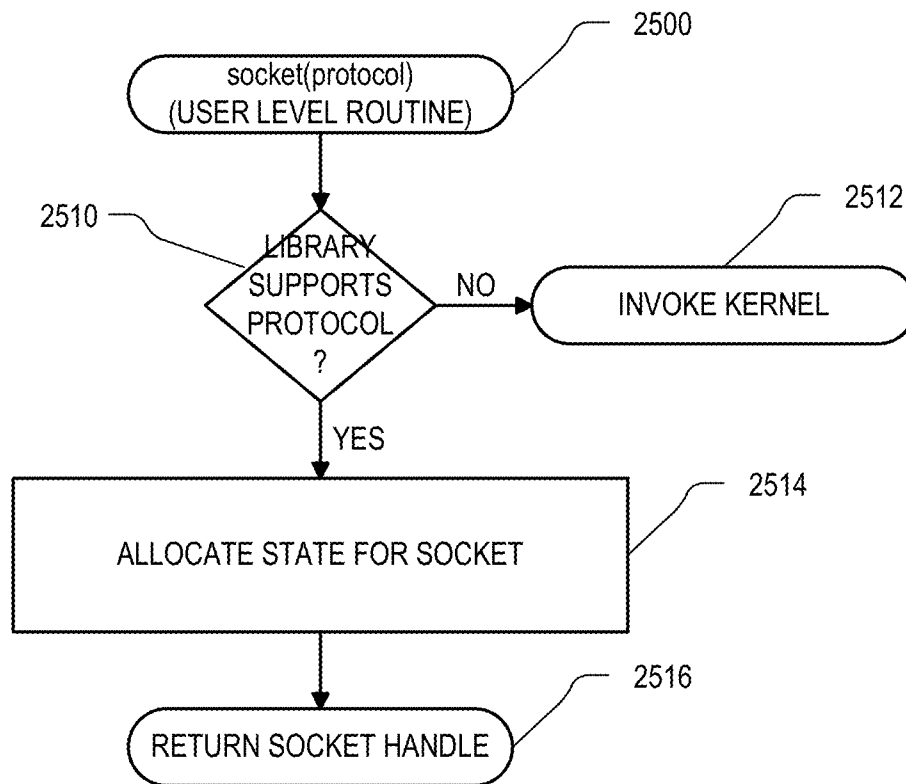 2500
socket(protocol)
(USER LEVEL ROUTINE)
2510
2512
LIBRARY
SUPPORTS
PROTOCOL
?
NO
INVOKE KERNEL
YES
2514
ALLOCATE STATE FOR SOCKET
2516
RETURN SOCKET HANDLE